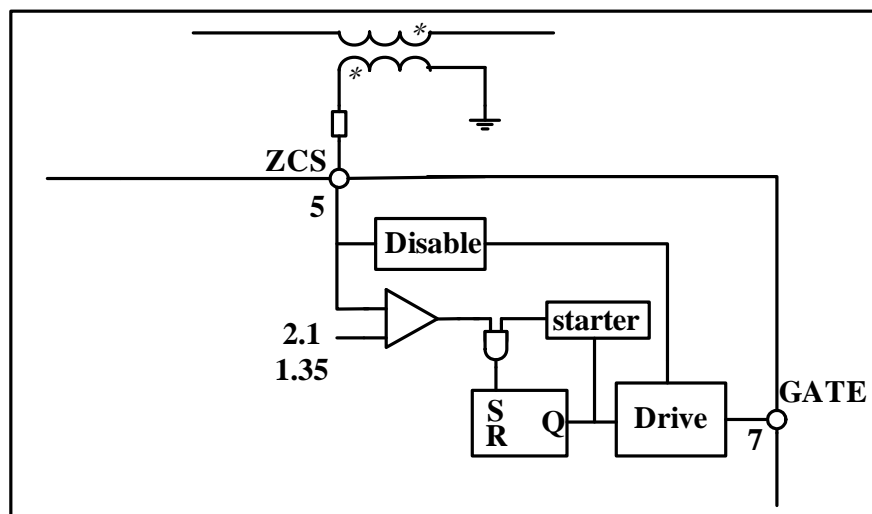 *
*
ZCS
5
Disable
starter
2.1
1.35
GATE
S
R
Q
Drive
7